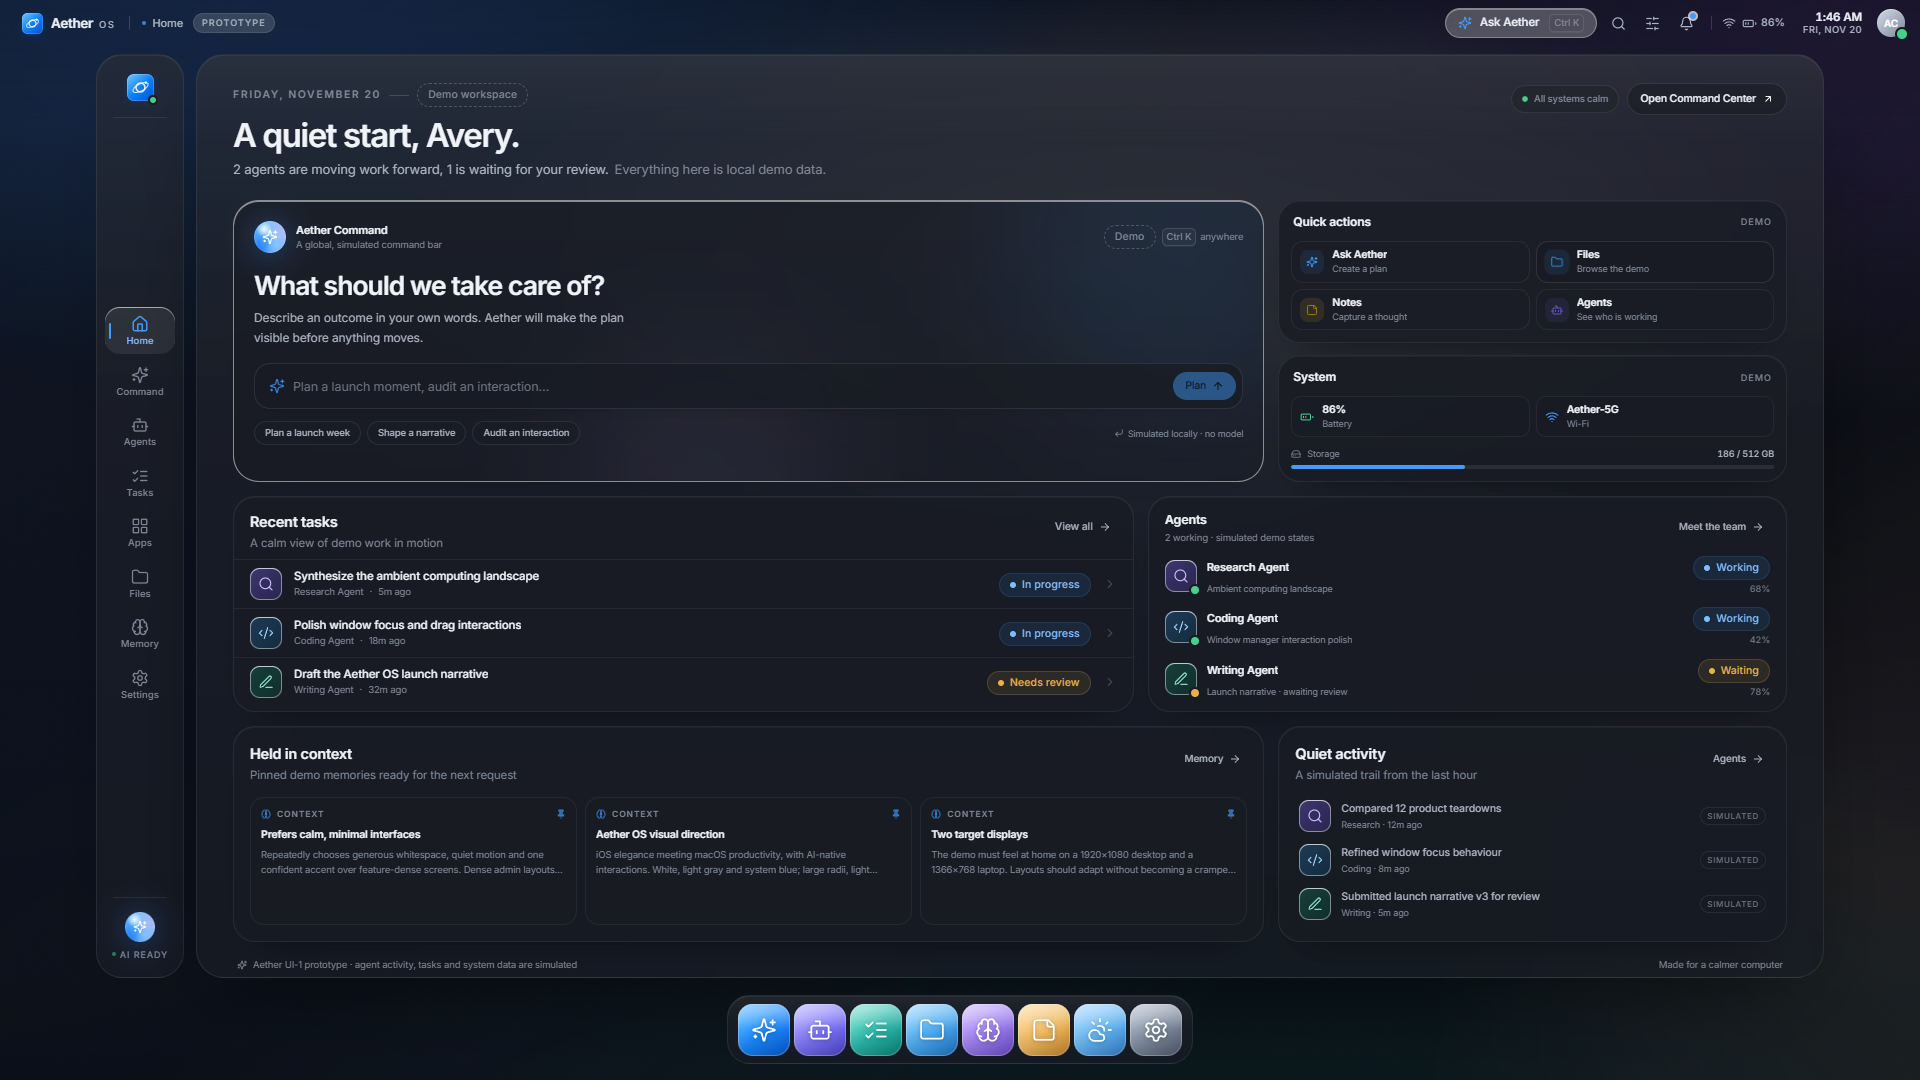 Aether OS
Home
PROTOTYPE
Ask Aether Ctrl K
86%
1:46 AM
FRI, NOV 20
AC
Home
Command
Agents
Tasks
Apps
Files
Memory
Settings
AI READY
FRIDAY, NOVEMBER 20
Demo workspace
All systems calm
Open Command Center
A quiet start, Avery.
2 agents are moving work forward, 1 is waiting for your review. Everything here is local demo data.
Aether Command
A global, simulated command bar
Demo
Ctrl K anywhere
What should we take care of?
Describe an outcome in your own words. Aether will make the plan
visible before anything moves.
Plan a launch moment, audit an interaction...
Plan
Plan a launch week
Shape a narrative
Audit an interaction
Simulated locally · no model
Quick actions
DEMO
Ask Aether
Create a plan
Files
Browse the demo
Notes
Capture a thought
Agents
See who is working
System
DEMO
86%
Battery
Aether-5G
Wi-Fi
Storage
186 / 512 GB
Recent tasks
A calm view of demo work in motion
View all
Synthesize the ambient computing landscape
Research Agent · 5m ago
In progress
Polish window focus and drag interactions
Coding Agent · 18m ago
In progress
Draft the Aether OS launch narrative
Writing Agent · 32m ago
Needs review
Agents
2 working · simulated demo states
Meet the team
Research Agent
Ambient computing landscape
Working
68%
Coding Agent
Window manager interaction polish
Working
42%
Writing Agent
Launch narrative · awaiting review
Waiting
78%
Held in context
Pinned demo memories ready for the next request
Memory
CONTEXT
Prefers calm, minimal interfaces
Repeatedly chooses generous whitespace, quiet motion and one
confident accent over feature-dense screens. Dense admin layouts...
CONTEXT
Aether OS visual direction
iOS elegance meeting macOS productivity, with AI-native
interactions. White, light gray and system blue; large radii, light...
CONTEXT
Two target displays
The demo must feel at home on a 1920×1080 desktop and a
1366×768 laptop. Layouts should adapt without becoming a crampe...
Quiet activity
A simulated trail from the last hour
Agents
Compared 12 product teardowns
Research · 12m ago
SIMULATED
Refined window focus behaviour
Coding · 8m ago
SIMULATED
Submitted launch narrative v3 for review
Writing · 5m ago
SIMULATED
Aether UI-1 prototype · agent activity, tasks and system data are simulated
Made for a calmer computer